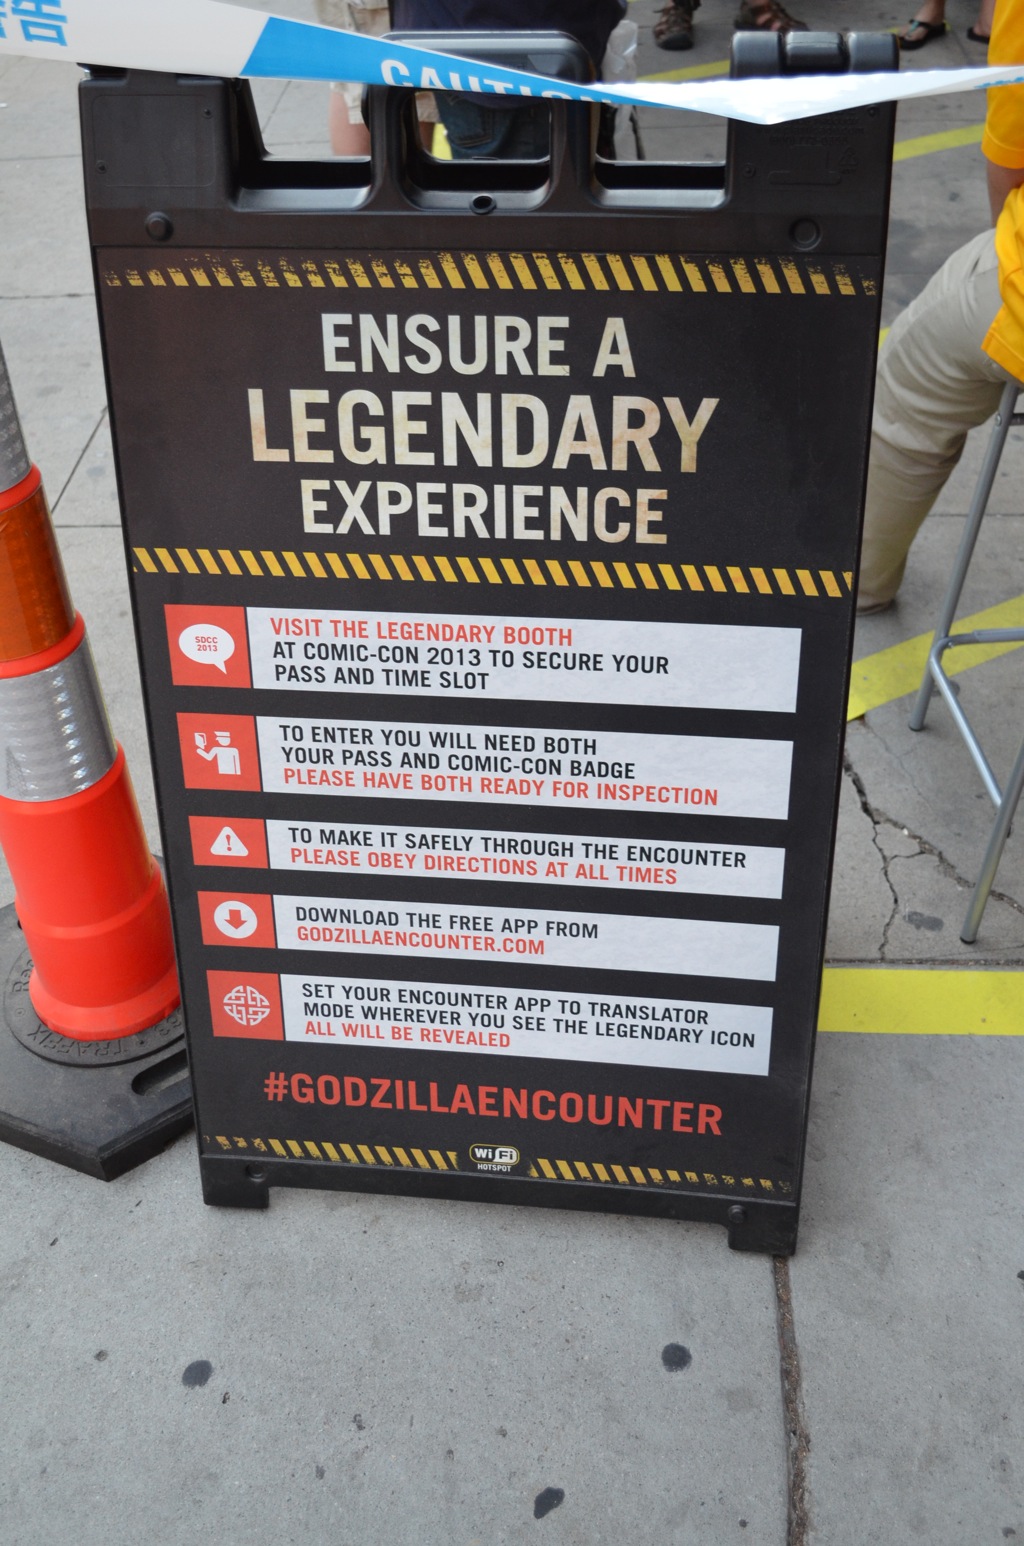 告
CAUTION
ENSURE A
LEGENDARY
EXPERIENCE
SDCC
2013
VISIT THE LEGENDARY BOOTH
AT COMIC-CON 2013 TO SECURE YOUR
PASS AND TIME SLOT
TO ENTER YOU WILL NEED BOTH
YOUR PASS AND COMIC-CON BADGE
PLEASE HAVE BOTH READY FOR INSPECTION
TO MAKE IT SAFELY THROUGH THE ENCOUNTER
PLEASE OBEY DIRECTIONS AT ALL TIMES
DOWNLOAD THE FREE APP FROM
GODZILLAENCOUNTER.COM
SET YOUR ENCOUNTER APP TO TRANSLATOR
MODE WHEREVER YOU SEE THE LEGENDARY ICON
ALL WILL BE REVEALED
#GODZILLAENCOUNTER
Wi Fi
HOTSPOT